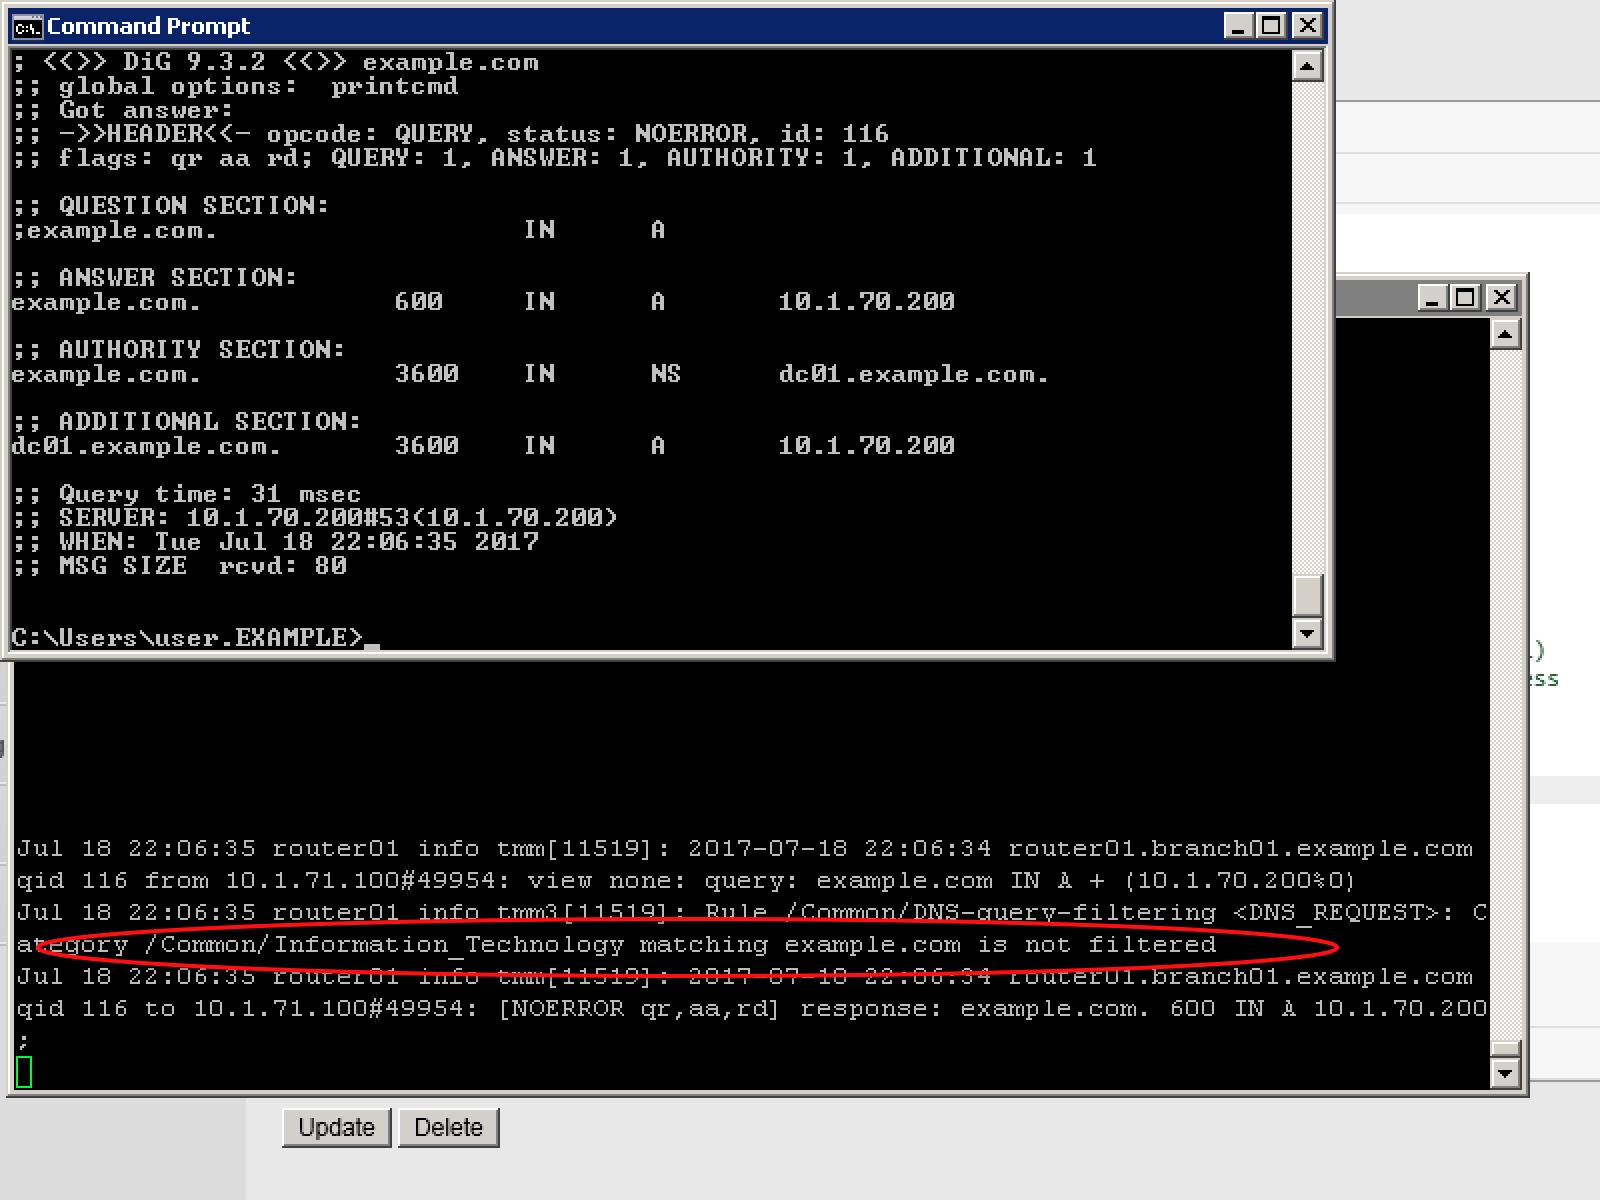 Command Prompt
; <<>> DiG 9.3.2 <<>> example.com
;; global options:  printcmd
;; Got answer:
;; ->>HEADER<<- opcode: QUERY, status: NOERROR, id: 116
;; flags: qr aa rd; QUERY: 1, ANSWER: 1, AUTHORITY: 1, ADDITIONAL: 1
;; QUESTION SECTION:
;example.com. IN A
;; ANSWER SECTION:
example.com. 600 IN A 10.1.70.200
;; AUTHORITY SECTION:
example.com. 3600 IN NS dc01.example.com.
;; ADDITIONAL SECTION:
dc01.example.com. 3600 IN A 10.1.70.200
;; Query time: 31 msec
;; SERVER: 10.1.70.200#53(10.1.70.200)
;; WHEN: Tue Jul 18 22:06:35 2017
;; MSG SIZE  rcvd: 80
C:\Users\user.EXAMPLE>
Jul 18 22:06:35 router01 info tmm[11519]: 2017-07-18 22:06:34 router01.branch01.example.com
qid 116 from 10.1.71.100#49954: view none: query: example.com IN A + (10.1.70.200%0)
Jul 18 22:06:35 router01 info tmm3[11519]: Rule /Common/DNS-query-filtering <DNS_REQUEST>: C
ategory /Common/Information_Technology matching example.com is not filtered
Jul 18 22:06:35 router01 info tmm[11519]: 2017-07-18 22:06:34 router01.branch01.example.com
qid 116 to 10.1.71.100#49954: [NOERROR qr,aa,rd] response: example.com. 600 IN A 10.1.70.200
;
Update Delete